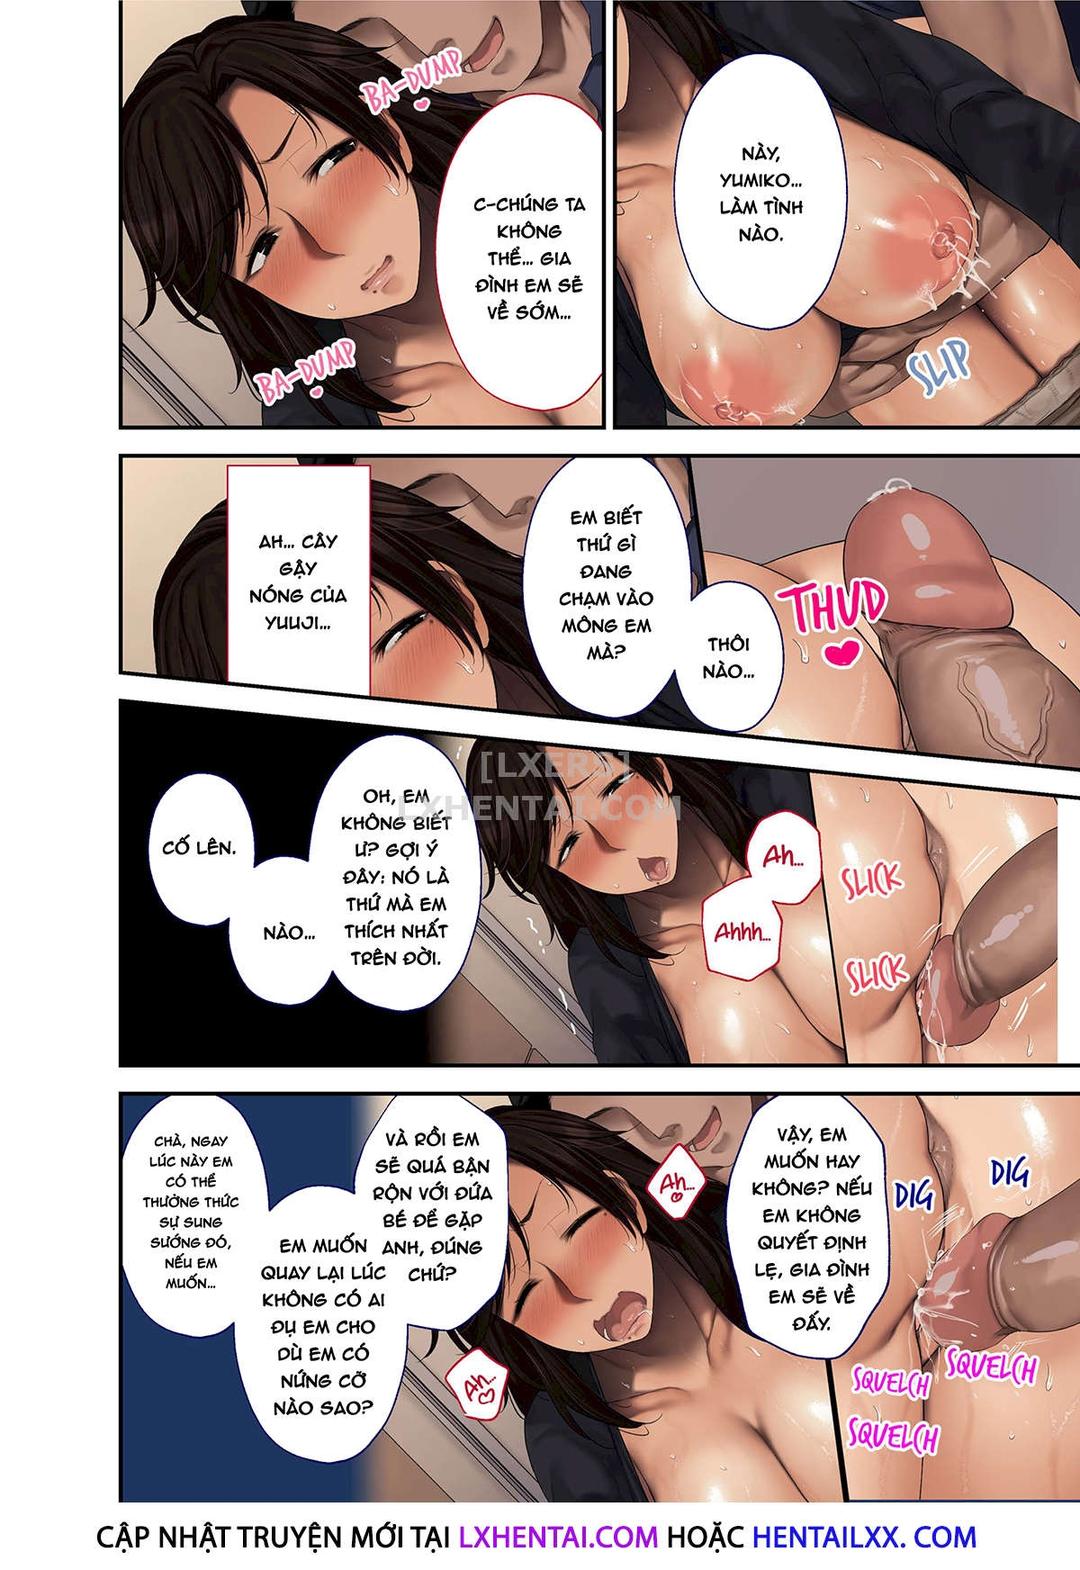 NÀY,
YUMIKO...
LÀM TÌNH
NÀO.
SLIP
BA-DUMP
C-CHÚNG TA
KHÔNG
THỂ... GIA
ĐÌNH EM SẼ
VỀ SỚM...
BA-DUMP
THUD
EM BIẾT
THỨ GÌ
ĐANG
CHẠM VÀO
MÔNG EM
MÀ?
THÔI
NÀO...
AH... CÂY
GẬY
NÓNG CỦA
YUUJI...
[LXERS]
LXHENTAI.COM
SLICK
SLICK
Ah...
Ahhh...
OH, EM
KHÔNG BIẾT
Ư? GỢI Ý
ĐÂY: NÓ LÀ
THỨ MÀ EM
THÍCH NHẤT
TRÊN ĐỜI.
NÀO...
CỐ LÊN.
DIG
DIG
SQUELCH
SQUELCH
SQUELCH
VẬY, EM
MUỐN HAY
KHÔNG? NẾU
EM KHÔNG
QUYẾT ĐỊNH
LẸ, GIA ĐÌNH
EM SẼ VỀ
ĐẤY.
Ah...
Ah...
VÀ RỒI EM
SẼ QUÁ BẬN
RỘN VỚI ĐỨA
BÉ ĐỂ GẶP
ANH, ĐÚNG
CHỨ?
EM MUỐN
QUAY LẠI LÚC
KHÔNG CÓ AI
ĐỤ EM CHO
DÙ EM CÓ
NỨNG CỠ
NÀO SAO?
CHÀ, NGAY
LÚC NÀY EM
CÓ THỂ
THƯỜNG THỨC
SỰ SUNG
SƯỚNG ĐÓ,
NẾU EM
MUỐN...
CẬP NHẬT TRUYỆN MỚI TẠI LXHENTAI.COM HOẶC HENTAILXX. COM